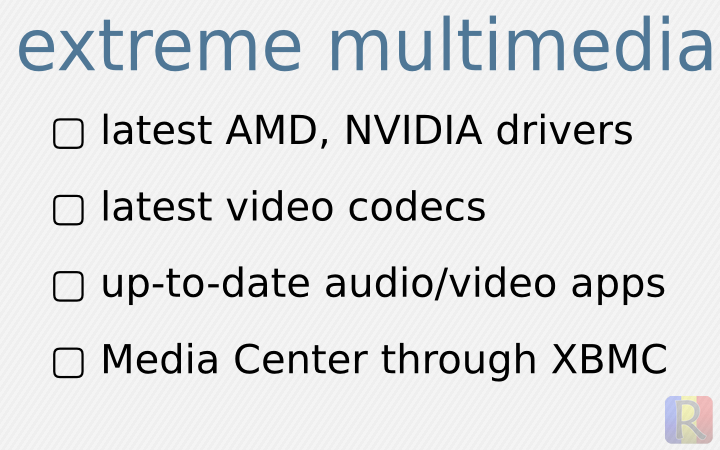 extreme multimedia
▢ latest AMD, NVIDIA drivers
▢ latest video codecs
▢ up-to-date audio/video apps
▢ Media Center through XBMC
R